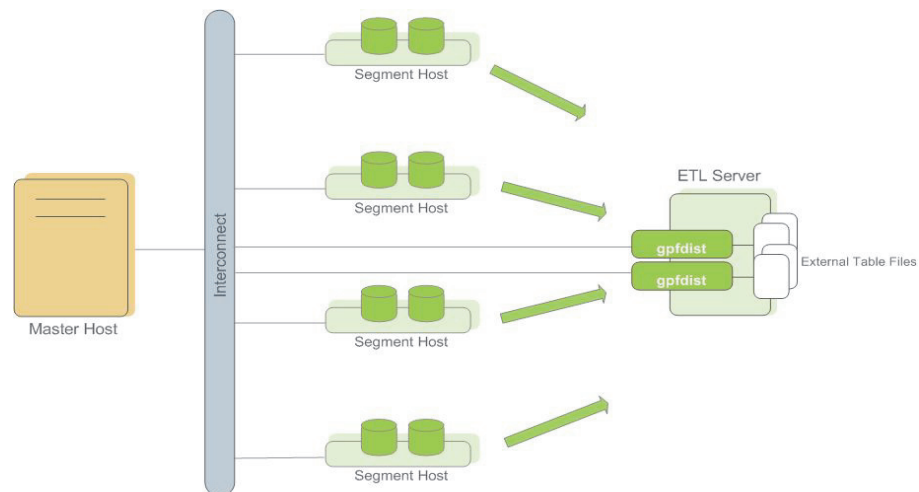 Segment Host
Segment Host
ETL Server
Interconnect
gpfdist
External Table Files
gpfdist
Master Host
Segment Host
Segment Host